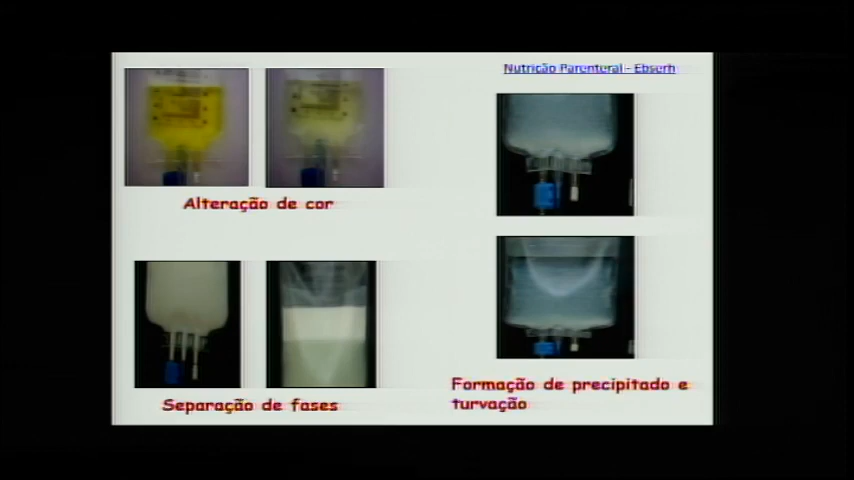 Nutrição Parenteral - Ebserh
Alteração de cor
Separação de fases
Formação de precipitado e
turvação